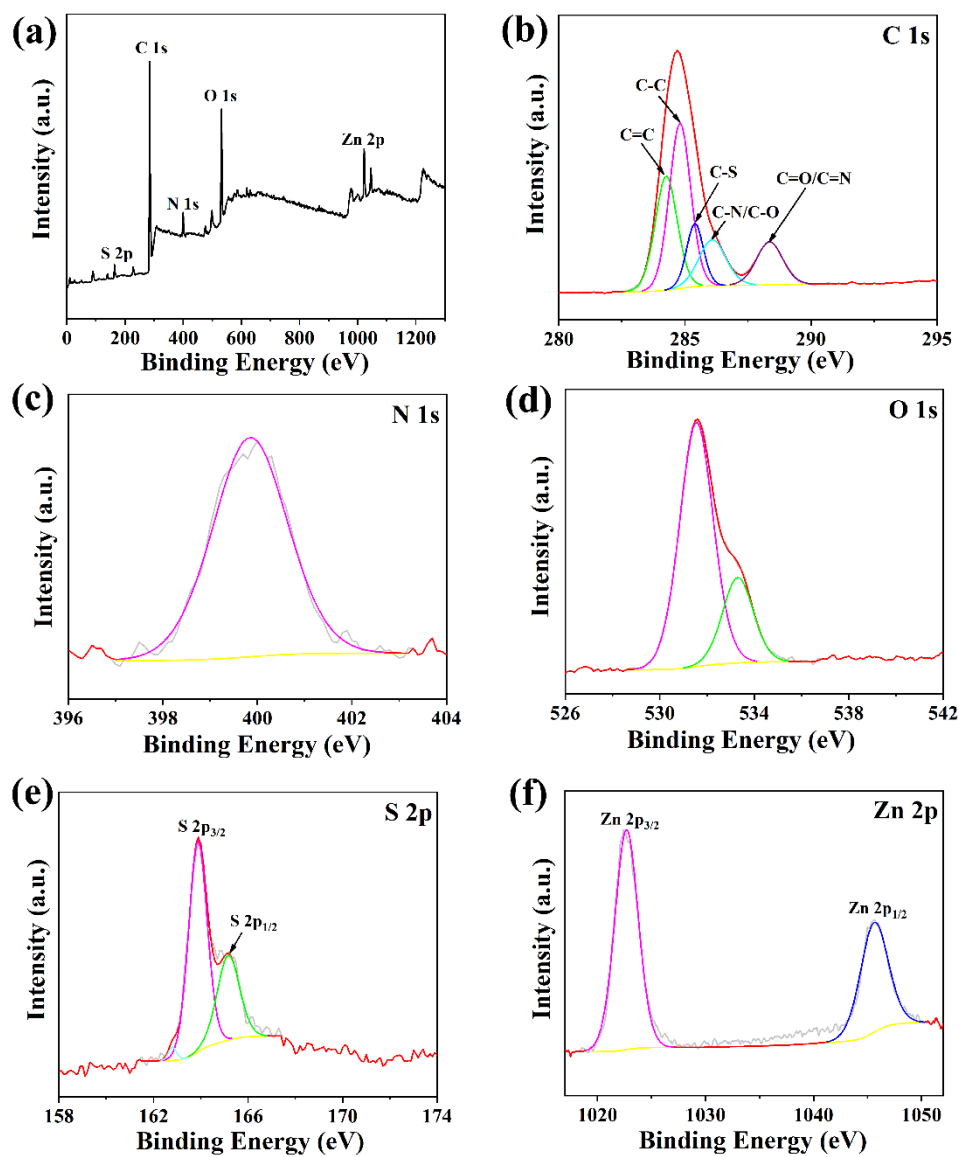 (a)
C 1s
O 1s
Zn 2p
N 1s
S 2p
Intensity (a.u.)
0 200 400 600 800 1000 1200
Binding Energy (eV)
(b)
C 1s
C-C
C=C
C-S
C=O/C=N
C-N/C-O
Intensity (a.u.)
280 285 290 295
Binding Energy (eV)
(c)
N 1s
Intensity (a.u.)
396 398 400 402 404
Binding Energy (eV)
(d)
O 1s
Intensity (a.u.)
526 530 534 538 542
Binding Energy (eV)
(e)
S 2p
S 2p3/2
S 2p1/2
Intensity (a.u.)
158 162 166 170 174
Binding Energy (eV)
(f)
Zn 2p
Zn 2p3/2
Zn 2p1/2
Intensity (a.u.)
1020 1030 1040 1050
Binding Energy (eV)